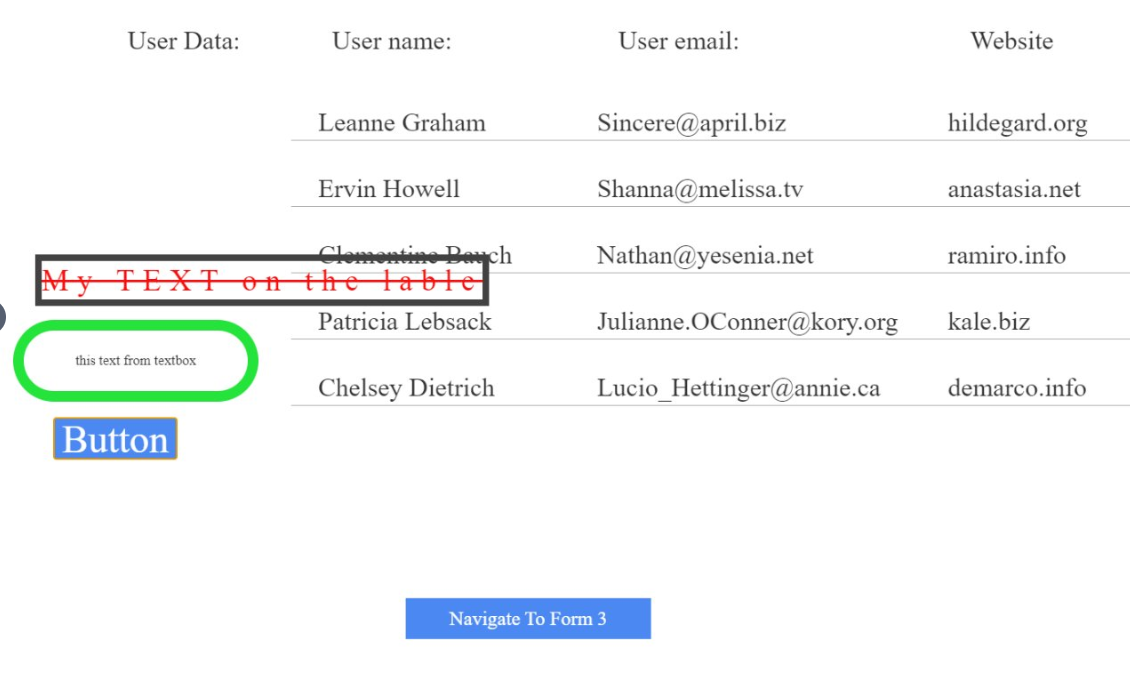 User Data: User name: User email: Website
Leanne Graham Sincere@april.biz hildegard.org
Ervin Howell Shanna@melissa.tv anastasia.net
Clementine Bauch Nathan@yesenia.net ramiro.info
My TEXT on the lable
Patricia Lebsack Julianne.OConner@kory.org kale.biz
this text from textbox
Chelsey Dietrich Lucio_Hettinger@annie.ca demarco.info
Button
Navigate To Form 3